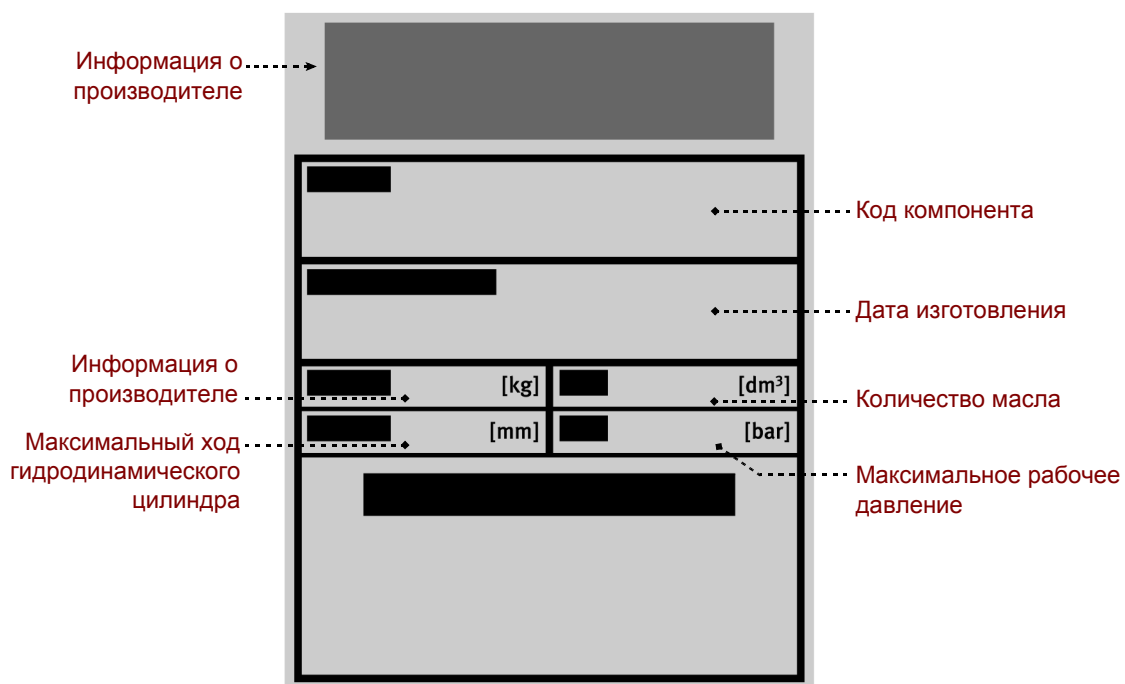 Информация о
производителе
Код компонента
Дата изготовления
Информация о
производителе
[kg]
[dm³]
Количество масла
Максимальный ход
гидродинамического
цилиндра
[mm]
[bar]
Максимальное рабочее
давление